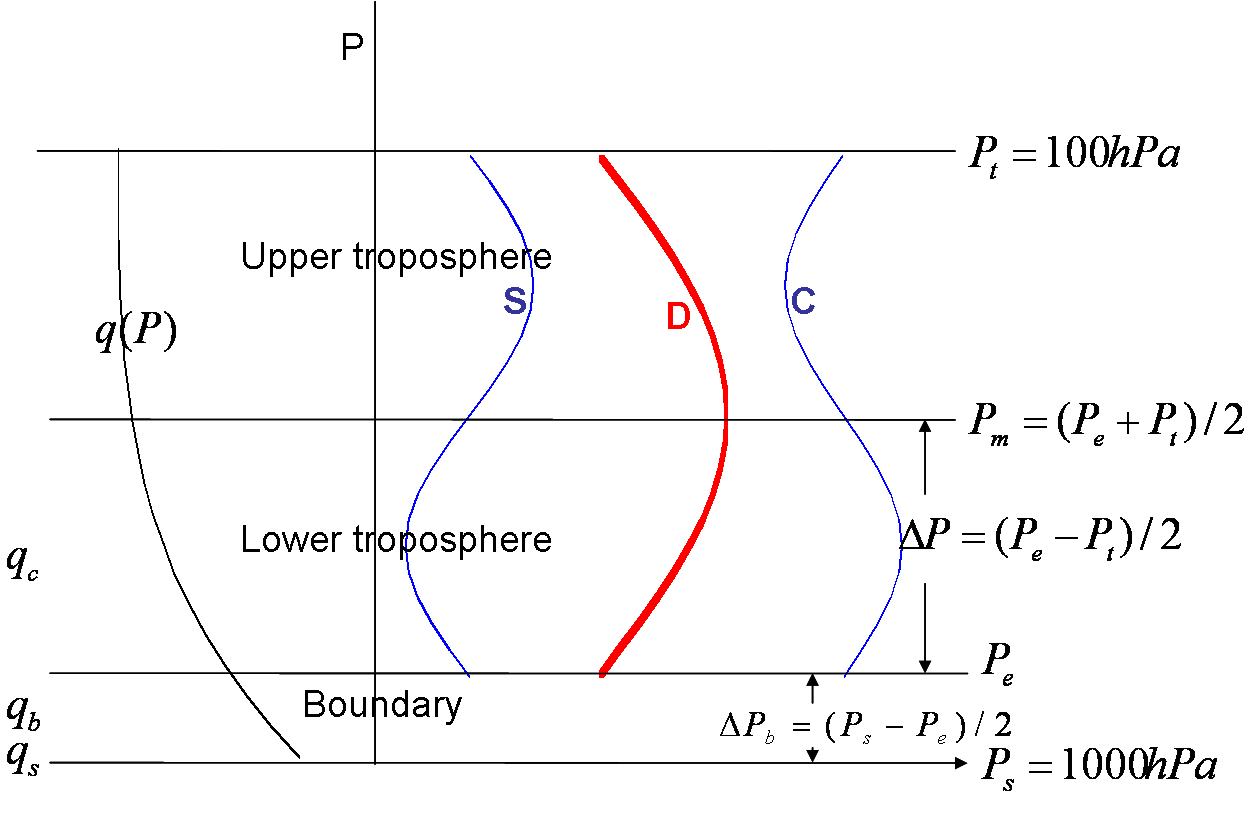 P
P_t = 100hPa
Upper troposphere
S
D
C
q(P)
P_m = (P_e + P_t)/2
Lower troposphere
ΔP = (P_e − P_t)/2
q_c
P_e
Boundary
q_b
ΔP_b = (P_s − P_e)/2
q_s
P_s = 1000hPa